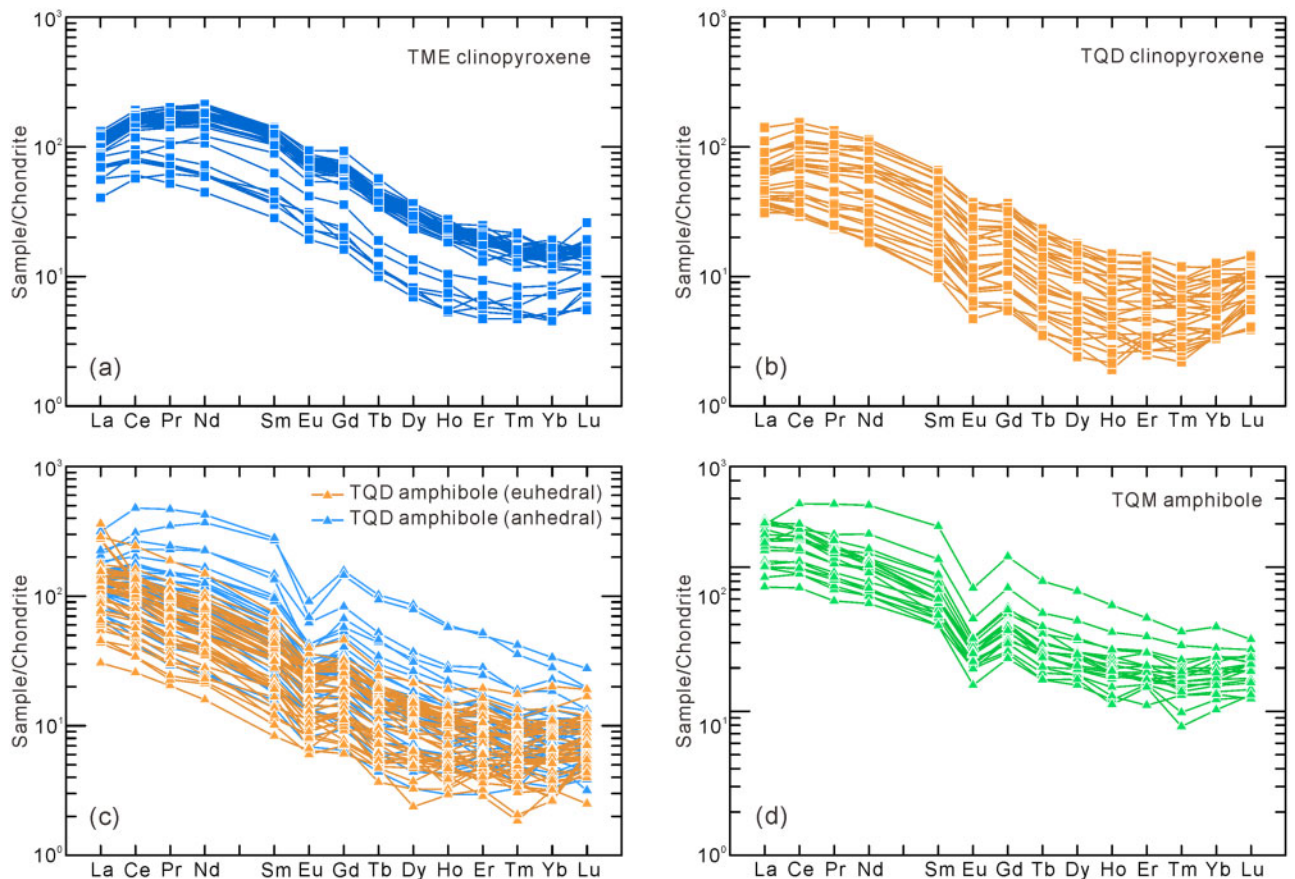 10³
10²
10¹
10⁰
Sample/Chondrite
TME clinopyroxene
(a)
La Ce Pr Nd Sm Eu Gd Tb Dy Ho Er Tm Yb Lu
10³
10²
10¹
10⁰
Sample/Chondrite
TQD clinopyroxene
(b)
La Ce Pr Nd Sm Eu Gd Tb Dy Ho Er Tm Yb Lu
10³
10²
10¹
10⁰
Sample/Chondrite
TQD amphibole (euhedral)
TQD amphibole (anhedral)
(c)
La Ce Pr Nd Sm Eu Gd Tb Dy Ho Er Tm Yb Lu
10³
10²
10¹
10⁰
Sample/Chondrite
TQM amphibole
(d)
La Ce Pr Nd Sm Eu Gd Tb Dy Ho Er Tm Yb Lu